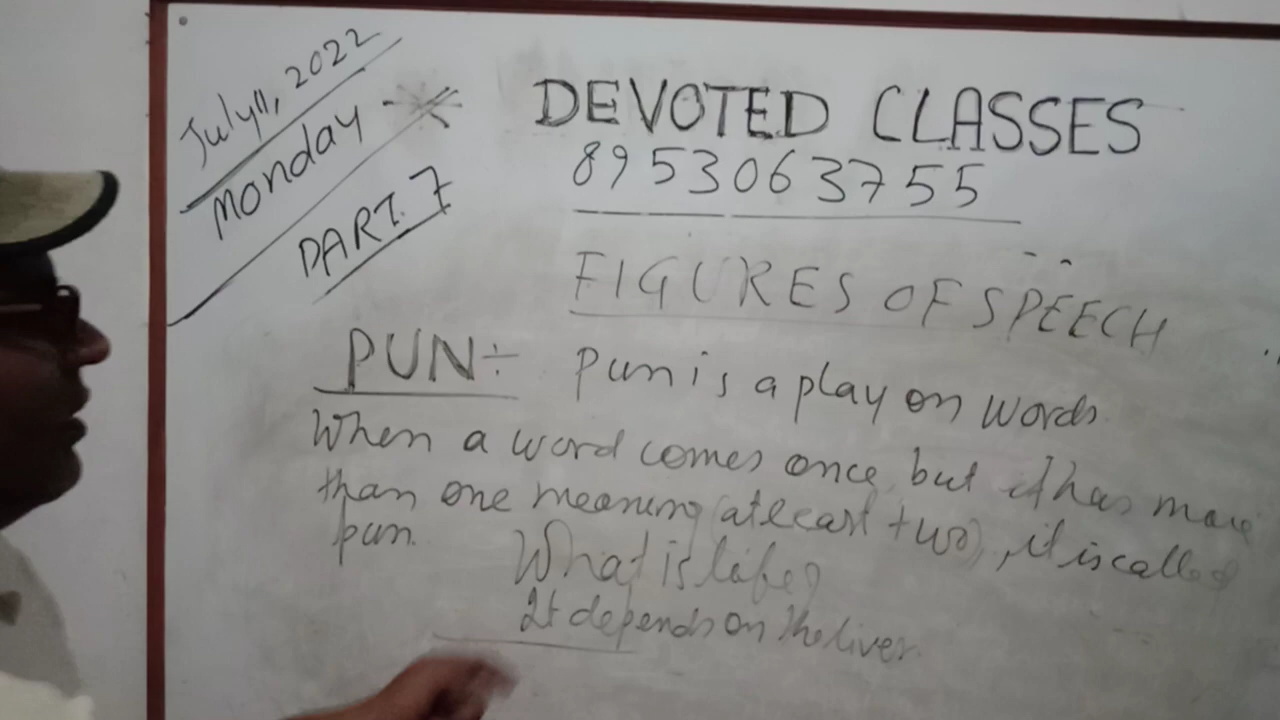 July 11, 2022
Monday -
PART. 7
DEVOTED CLASSES
8953063755
FIGURES OF SPEECH
PUN÷ Pun is a play on words.
When a word comes once, but it has more
than one meaning (atleast two), it is called
pun.
What is life?
It depends on the liver.